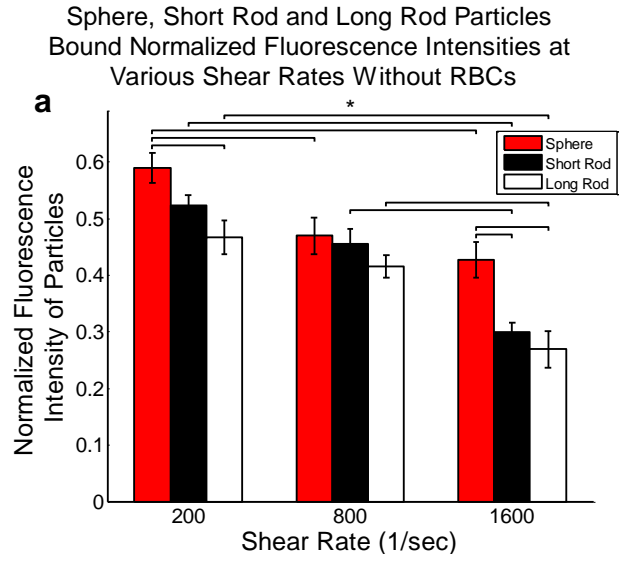 Sphere, Short Rod and Long Rod Particles
Bound Normalized Fluorescence Intensities at
Various Shear Rates Without RBCs
a
*
Sphere
Short Rod
Long Rod
Normalized Fluorescence
Intensity of Particles
0.6
0.5
0.4
0.3
0.2
0.1
0
200 800 1600
Shear Rate (1/sec)